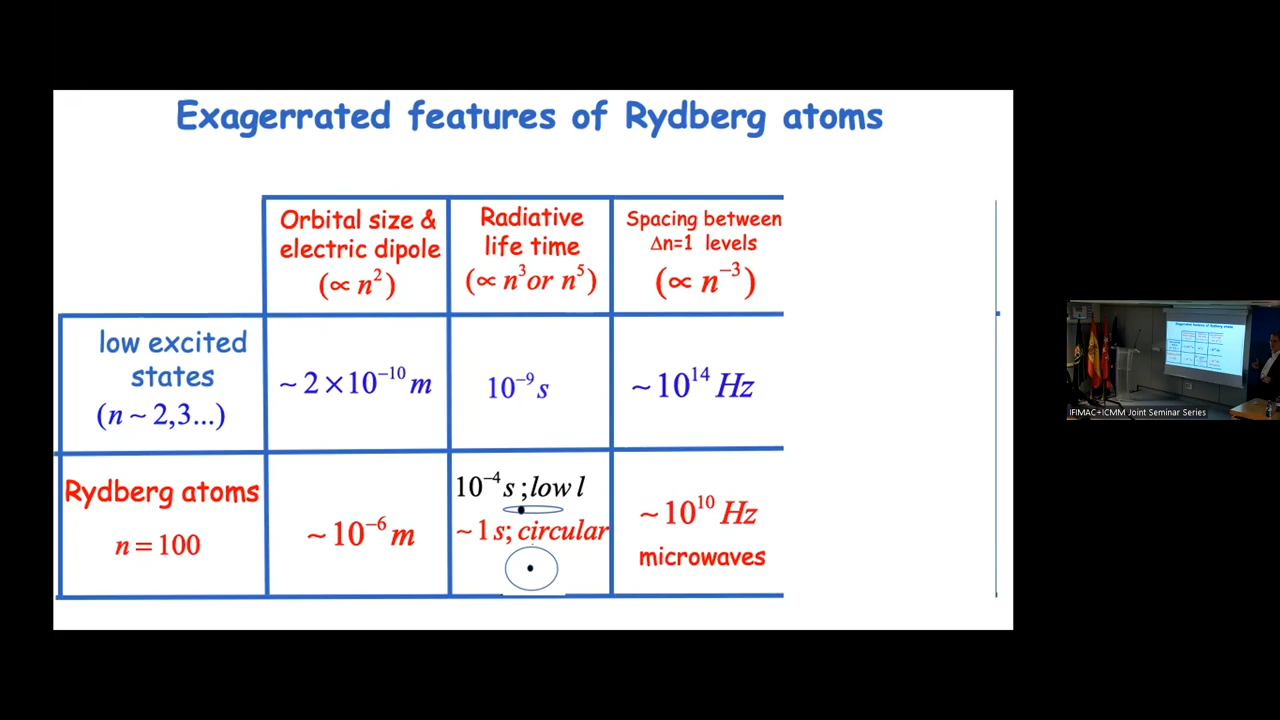 Exagerrated features of Rydberg atoms
Orbital size &
electric dipole
(∝ n²)
Radiative
life time
(∝ n³ or n⁵)
Spacing between
Δn=1 levels
(∝ n⁻³)
low excited
states
(n ~ 2,3...)
~ 2×10⁻¹⁰ m
10⁻⁹ s
~ 10¹⁴ Hz
Rydberg atoms
n = 100
~ 10⁻⁶ m
10⁻⁴ s ; low l
~ 1 s; circular
~ 10¹⁰ Hz
microwaves
IFIMAC+ICMM Joint Seminar Series